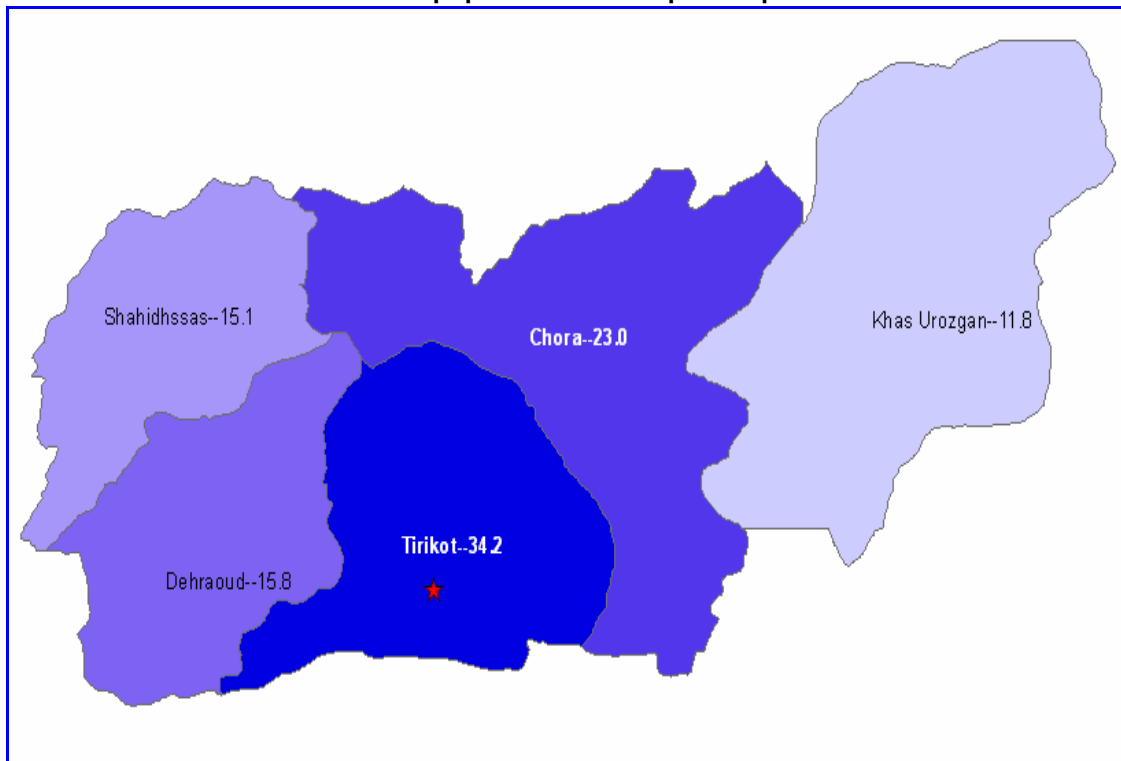 Shahidhssas--15.1
Khas Urozgan--11.8
Chora--23.0
Tirikot--34.2
Dehraoud--15.8